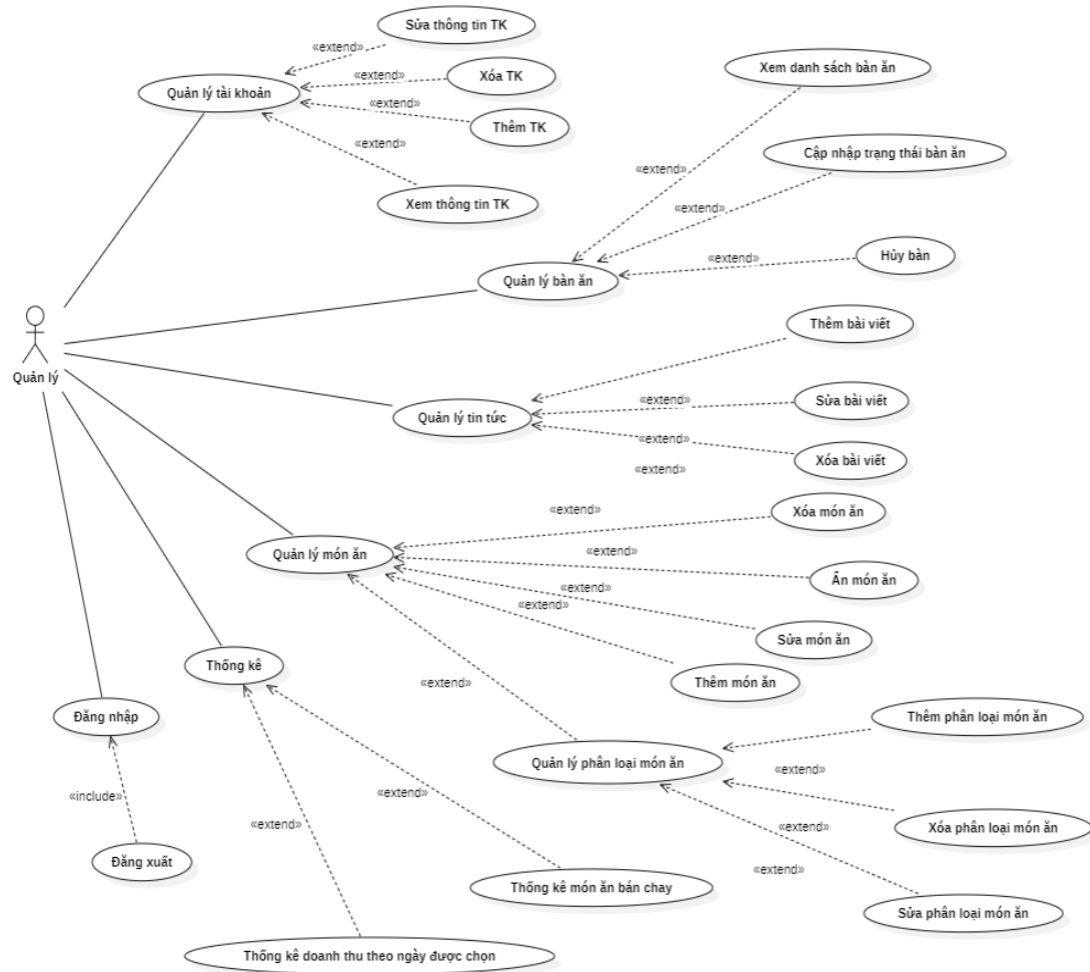 Sửa thông tin TK
«extend»
Xóa TK
«extend»
Quản lý tài khoản
«extend»
Thêm TK
«extend»
Xem thông tin TK
Xem danh sách bàn ăn
Cập nhập trạng thái bàn ăn
«extend»
«extend»
Hủy bàn
«extend»
Quản lý bàn ăn
Thêm bài viết
Quản lý
Sửa bài viết
«extend»
Quản lý tin tức
«extend»
Xóa bài viết
«extend»
Xóa món ăn
«extend»
Quản lý món ăn
«extend»
Ẩn món ăn
«extend»
«extend»
Sửa món ăn
Thống kê
Thêm món ăn
«extend»
Đăng nhập
Thêm phân loại món ăn
Quản lý phân loại món ăn
«extend»
«include»
«extend»
«extend»
«extend»
Xóa phân loại món ăn
Đăng xuất
«extend»
Thống kê món ăn bán chay
Sửa phân loại món ăn
Thống kê doanh thu theo ngày được chọn